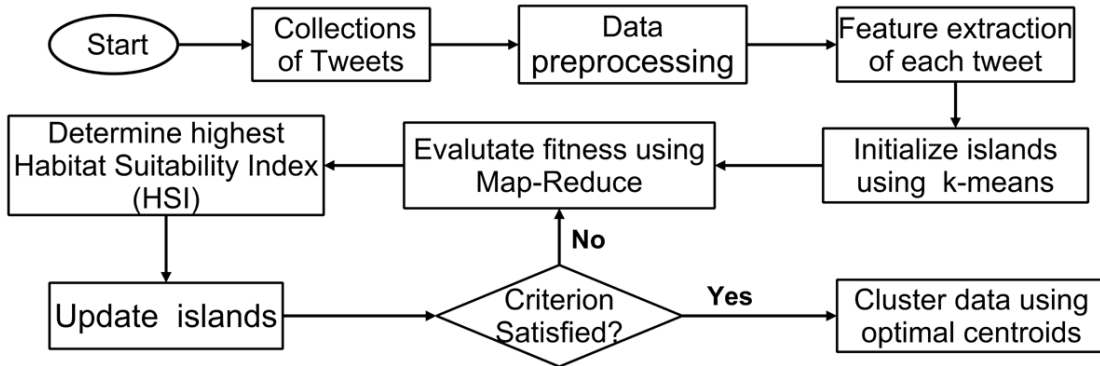 Start
Collections
of Tweets
Data
preprocessing
Feature extraction
of each tweet
Initialize islands
using k-means
Evalutate fitness using
Map-Reduce
Determine highest
Habitat Suitability Index
(HSI)
Update islands
Criterion
Satisfied?
No
Yes
Cluster data using
optimal centroids